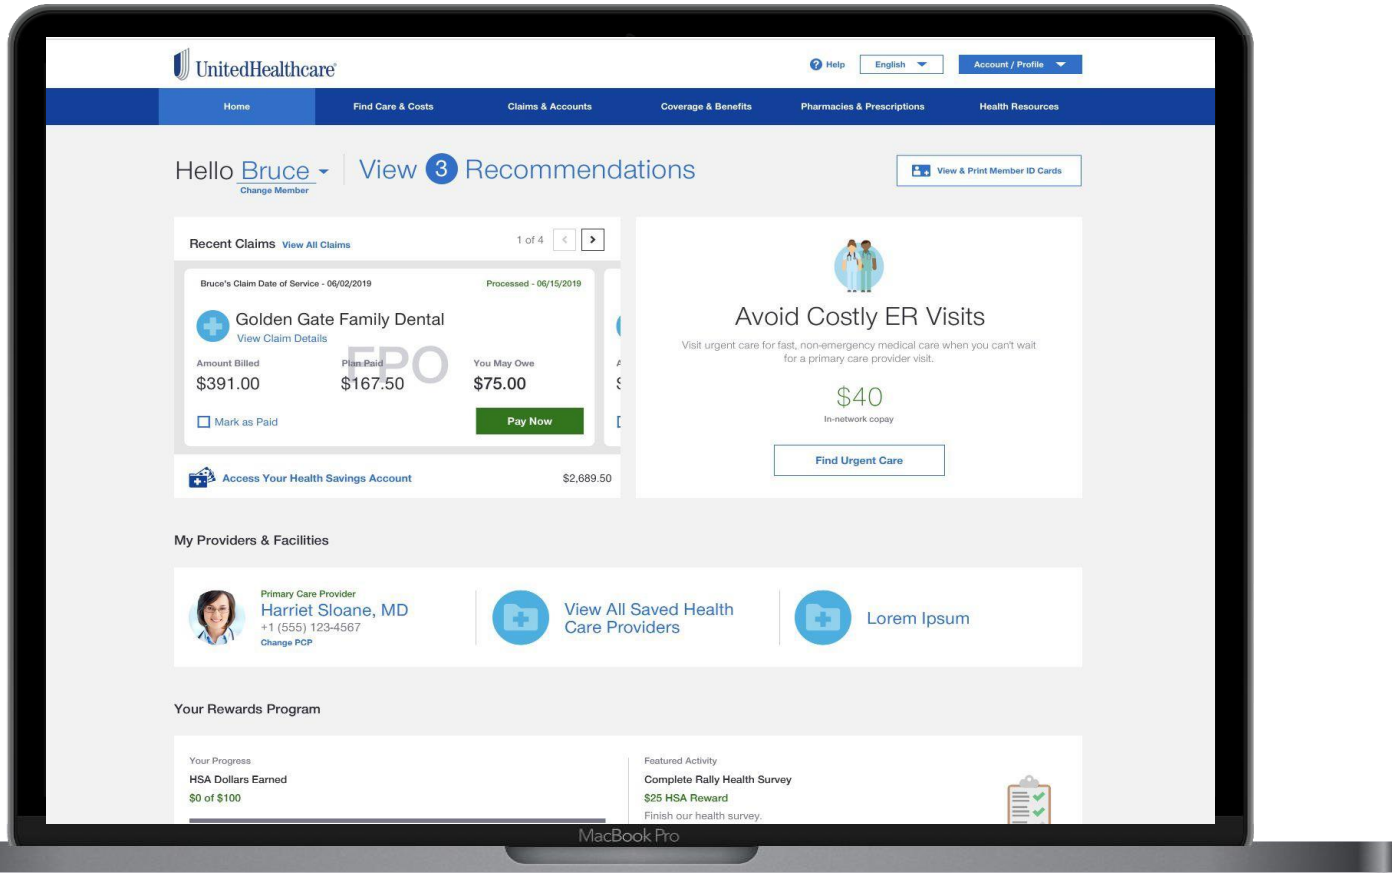 UnitedHealthcare®
Help
English
Account / Profile
Home
Find Care & Costs
Claims & Accounts
Coverage & Benefits
Pharmacies & Prescriptions
Health Resources
Hello Bruce
Change Member
View 3 Recommendations
View & Print Member ID Cards
Recent Claims View All Claims
1 of 4
Bruce's Claim Date of Service - 06/02/2019
Processed - 06/15/2019
Golden Gate Family Dental
View Claim Details
FPO
Amount Billed
Plan Paid
You May Owe
$391.00
$167.50
$75.00
Mark as Paid
Pay Now
Access Your Health Savings Account
$2,689.50
Avoid Costly ER Visits
Visit urgent care for fast, non-emergency medical care when you can't wait
for a primary care provider visit.
$40
In-network copay
Find Urgent Care
My Providers & Facilities
Primary Care Provider
Harriet Sloane, MD
+1 (555) 123-4567
Change PCP
View All Saved Health
Care Providers
Lorem Ipsum
Your Rewards Program
Your Progress
HSA Dollars Earned
$0 of $100
Featured Activity
Complete Rally Health Survey
$25 HSA Reward
Finish our health survey.
MacBook Pro